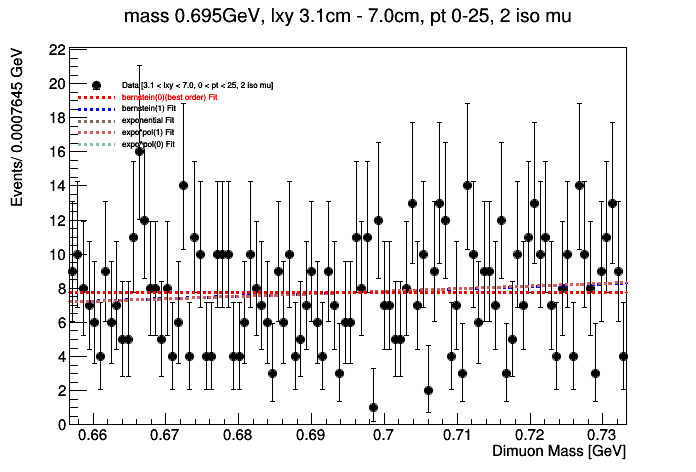 mass 0.695GeV, lxy 3.1cm - 7.0cm, pt 0-25, 2 iso mu
Events/ 0.0007645 GeV
22
20
18
16
14
12
10
8
6
4
2
0
Data [3.1 < lxy < 7.0, 0 < pt < 25, 2 iso mu]
bernstein(0)(best order) Fit
bernstein(1) Fit
exponential Fit
expo*pol(1) Fit
expo*pol(0) Fit
0.66 0.67 0.68 0.69 0.7 0.71 0.72 0.73
Dimuon Mass [GeV]